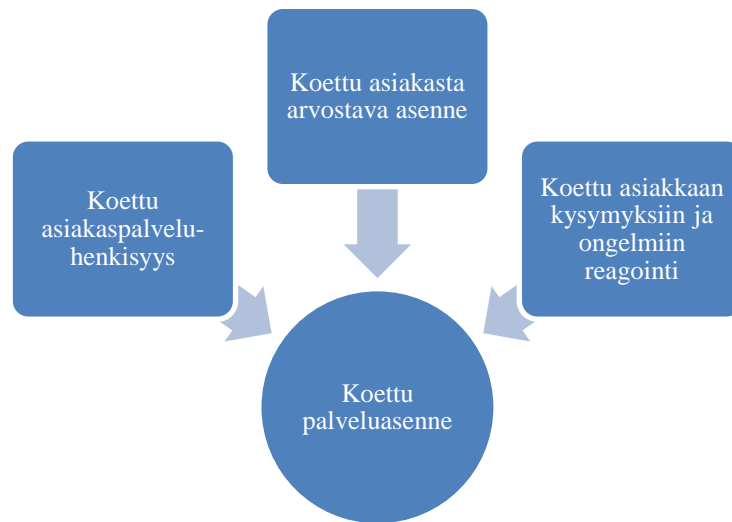 Koettu asiakasta
arvostava asenne
Koettu
asiakaspalvelu-
henkisyys
Koettu asiakkaan
kysymyksiin ja
ongelmiin
reagointi
Koettu
palveluasenne